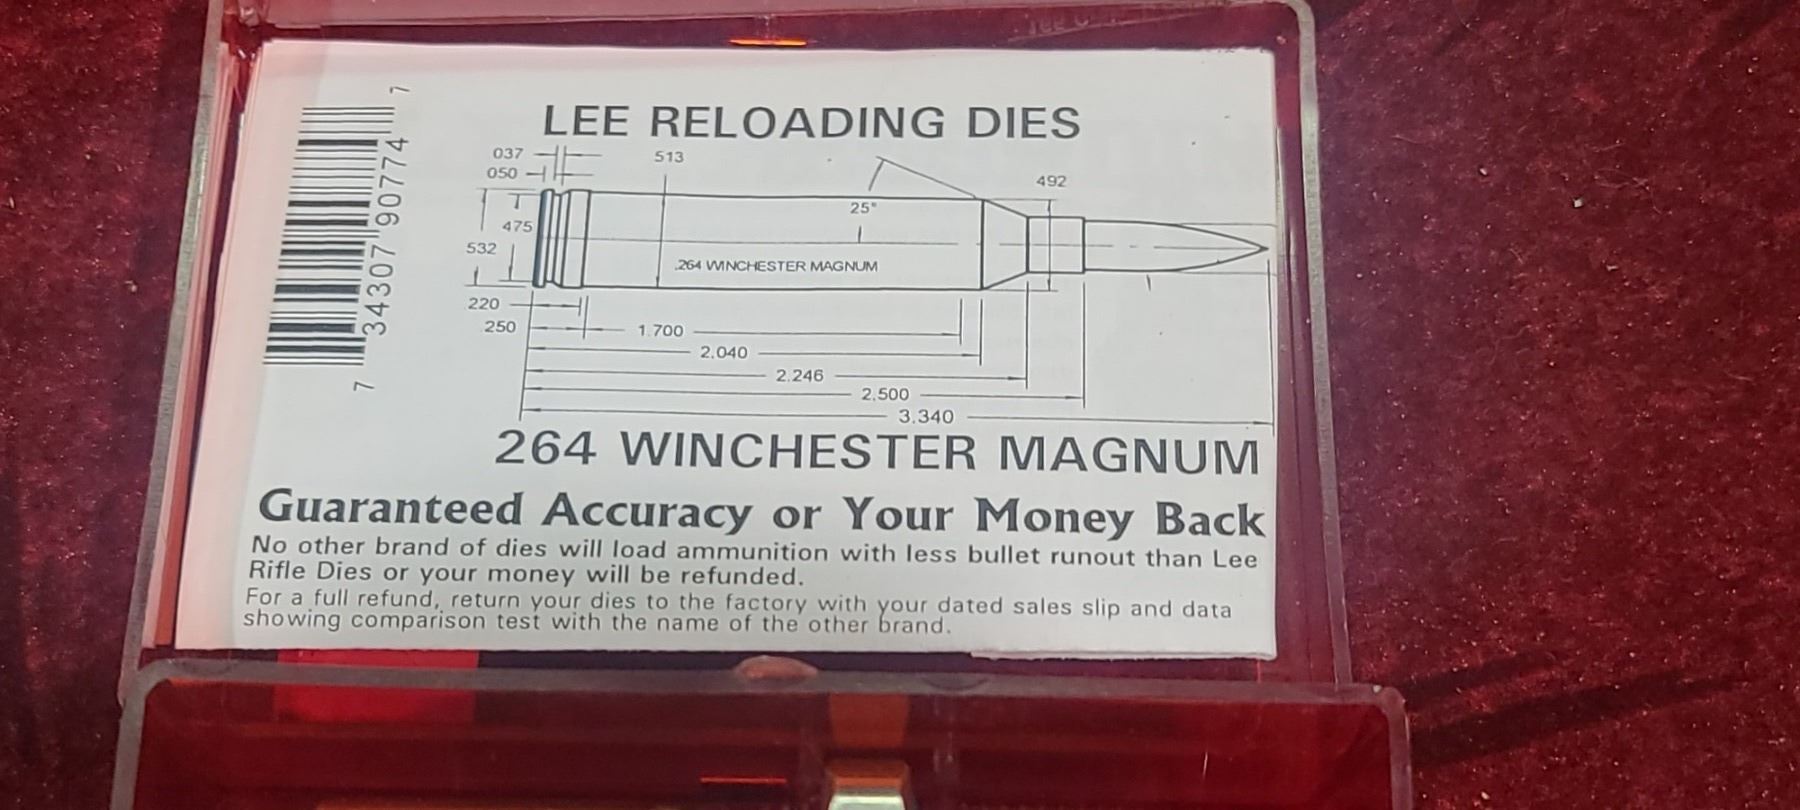 LEE RELOADING DIES
037
513
050
492
25°
475
532
.264 WINCHESTER MAGNUM
220
250
1.700
2.040
2.246
2.500
3.340
7 34307 90774 7
264 WINCHESTER MAGNUM
Guaranteed Accuracy or Your Money Back
No other brand of dies will load ammunition with less bullet runout than Lee
Rifle Dies or your money will be refunded.
For a full refund, return your dies to the factory with your dated sales slip and data
showing comparison test with the name of the other brand.